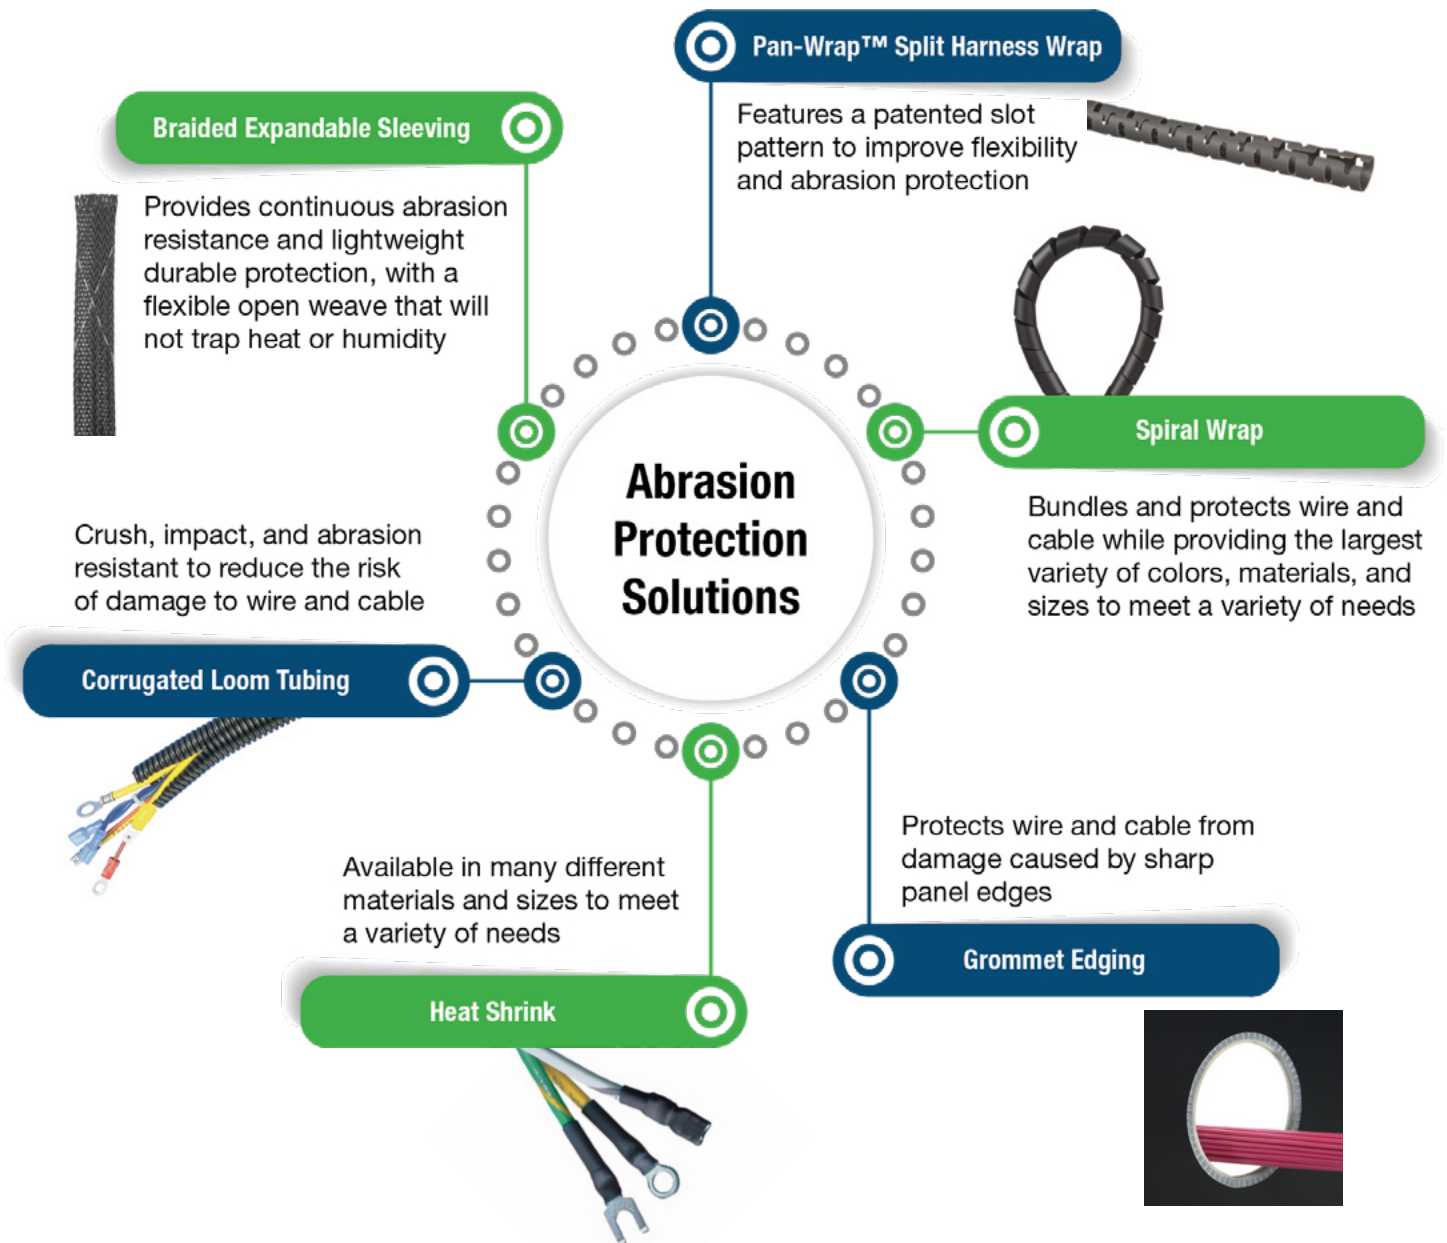 Pan-Wrap™ Split Harness Wrap
Features a patented slot
pattern to improve flexibility
and abrasion protection
Braided Expandable Sleeving
Provides continuous abrasion
resistance and lightweight
durable protection, with a
flexible open weave that will
not trap heat or humidity
Spiral Wrap
Bundles and protects wire and
cable while providing the largest
variety of colors, materials, and
sizes to meet a variety of needs
Abrasion
Protection
Solutions
Crush, impact, and abrasion
resistant to reduce the risk
of damage to wire and cable
Corrugated Loom Tubing
Protects wire and cable from
damage caused by sharp
panel edges
Grommet Edging
Available in many different
materials and sizes to meet
a variety of needs
Heat Shrink